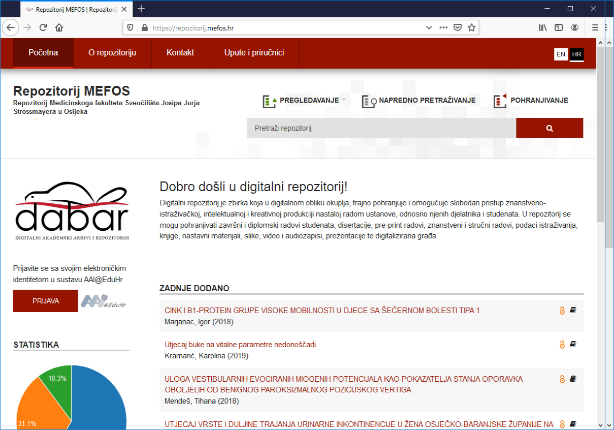 Repozitorij MEFOS | Repozitorij
https://repozitorij.mefos.hr
Početna O repozitoriju Kontakt Upute i priručnici
EN HR
Repozitorij MEFOS
Repozitorij Medicinskoga fakulteta Sveučilišta Josipa Jurja
Strossmayera u Osijeku
PREGLEDAVANJE NAPREDNO PRETRAŽIVANJE POHRANJIVANJE
Pretraži repozitorij
dabar
DIGITALNI AKADEMSKI ARHIVI I REPOZITORIJI
Dobro došli u digitalni repozitorij!
Digitalni repozitorij je zbirka koja u digitalnom obliku okuplja, trajno pohranjuje i omogućuje slobodan pristup znanstveno-
istraživačkoj, intelektualnoj i kreativnoj produkciji nastaloj radom ustanove, odnosno njenih djelatnika i studenata. U repozitorij se
mogu pohranjivati završni i diplomski radovi studenata, disertacije, pre-print radovi, znanstveni i stručni radovi, podaci istraživanja,
knjige, nastavni materijali, slike, video i audiozapisi, prezentacije te digitalizirana građa.
Prijavite se sa svojim elektroničkim
identitetom u sustavu AAI@EduHr
PRIJAVA AAI@EduHr
ZADNJE DODANO
CINK I B1-PROTEIN GRUPE VISOKE MOBILNOSTI U DJECE SA ŠEĆERNOM BOLESTI TIPA 1
Marjanac, Igor (2018)
Utjecaj buke na vitalne parametre nedonoščadi
Kramarić, Karolina (2019)
ULOGA VESTIBULARNIH EVOCIRANIH MIOGENIH POTENCIJALA KAO POKAZATELJA STANJA OPORAVKA
OBOLJELIH OD BENIGNOG PAROKSIZMALNOG POZICIJSKOG VERTIGA
Mendeš, Tihana (2018)
UTJECAJ VRSTE I DULJINE TRAJANJA URINARNE INKONTINENCIJE U ŽENA OSJEČKO-BARANJSKE ŽUPANIJE NA
STATISTIKA
10.3%
31.1%